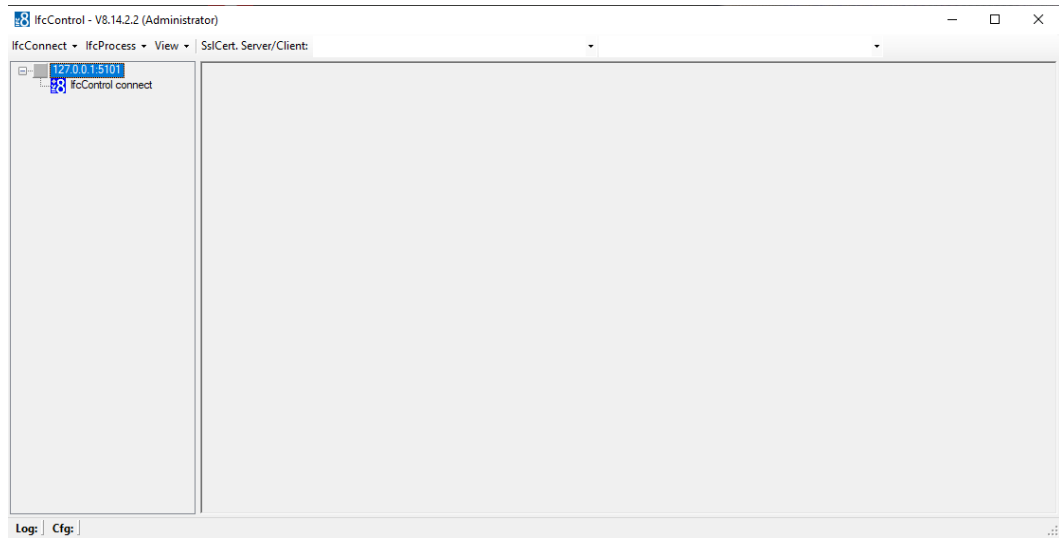 IfcControl - V8.14.2.2 (Administrator)
IfcConnect IfcProcess View SslCert. Server/Client:
127.0.0.1:5101
IfcControl connect
Log: Cfg: